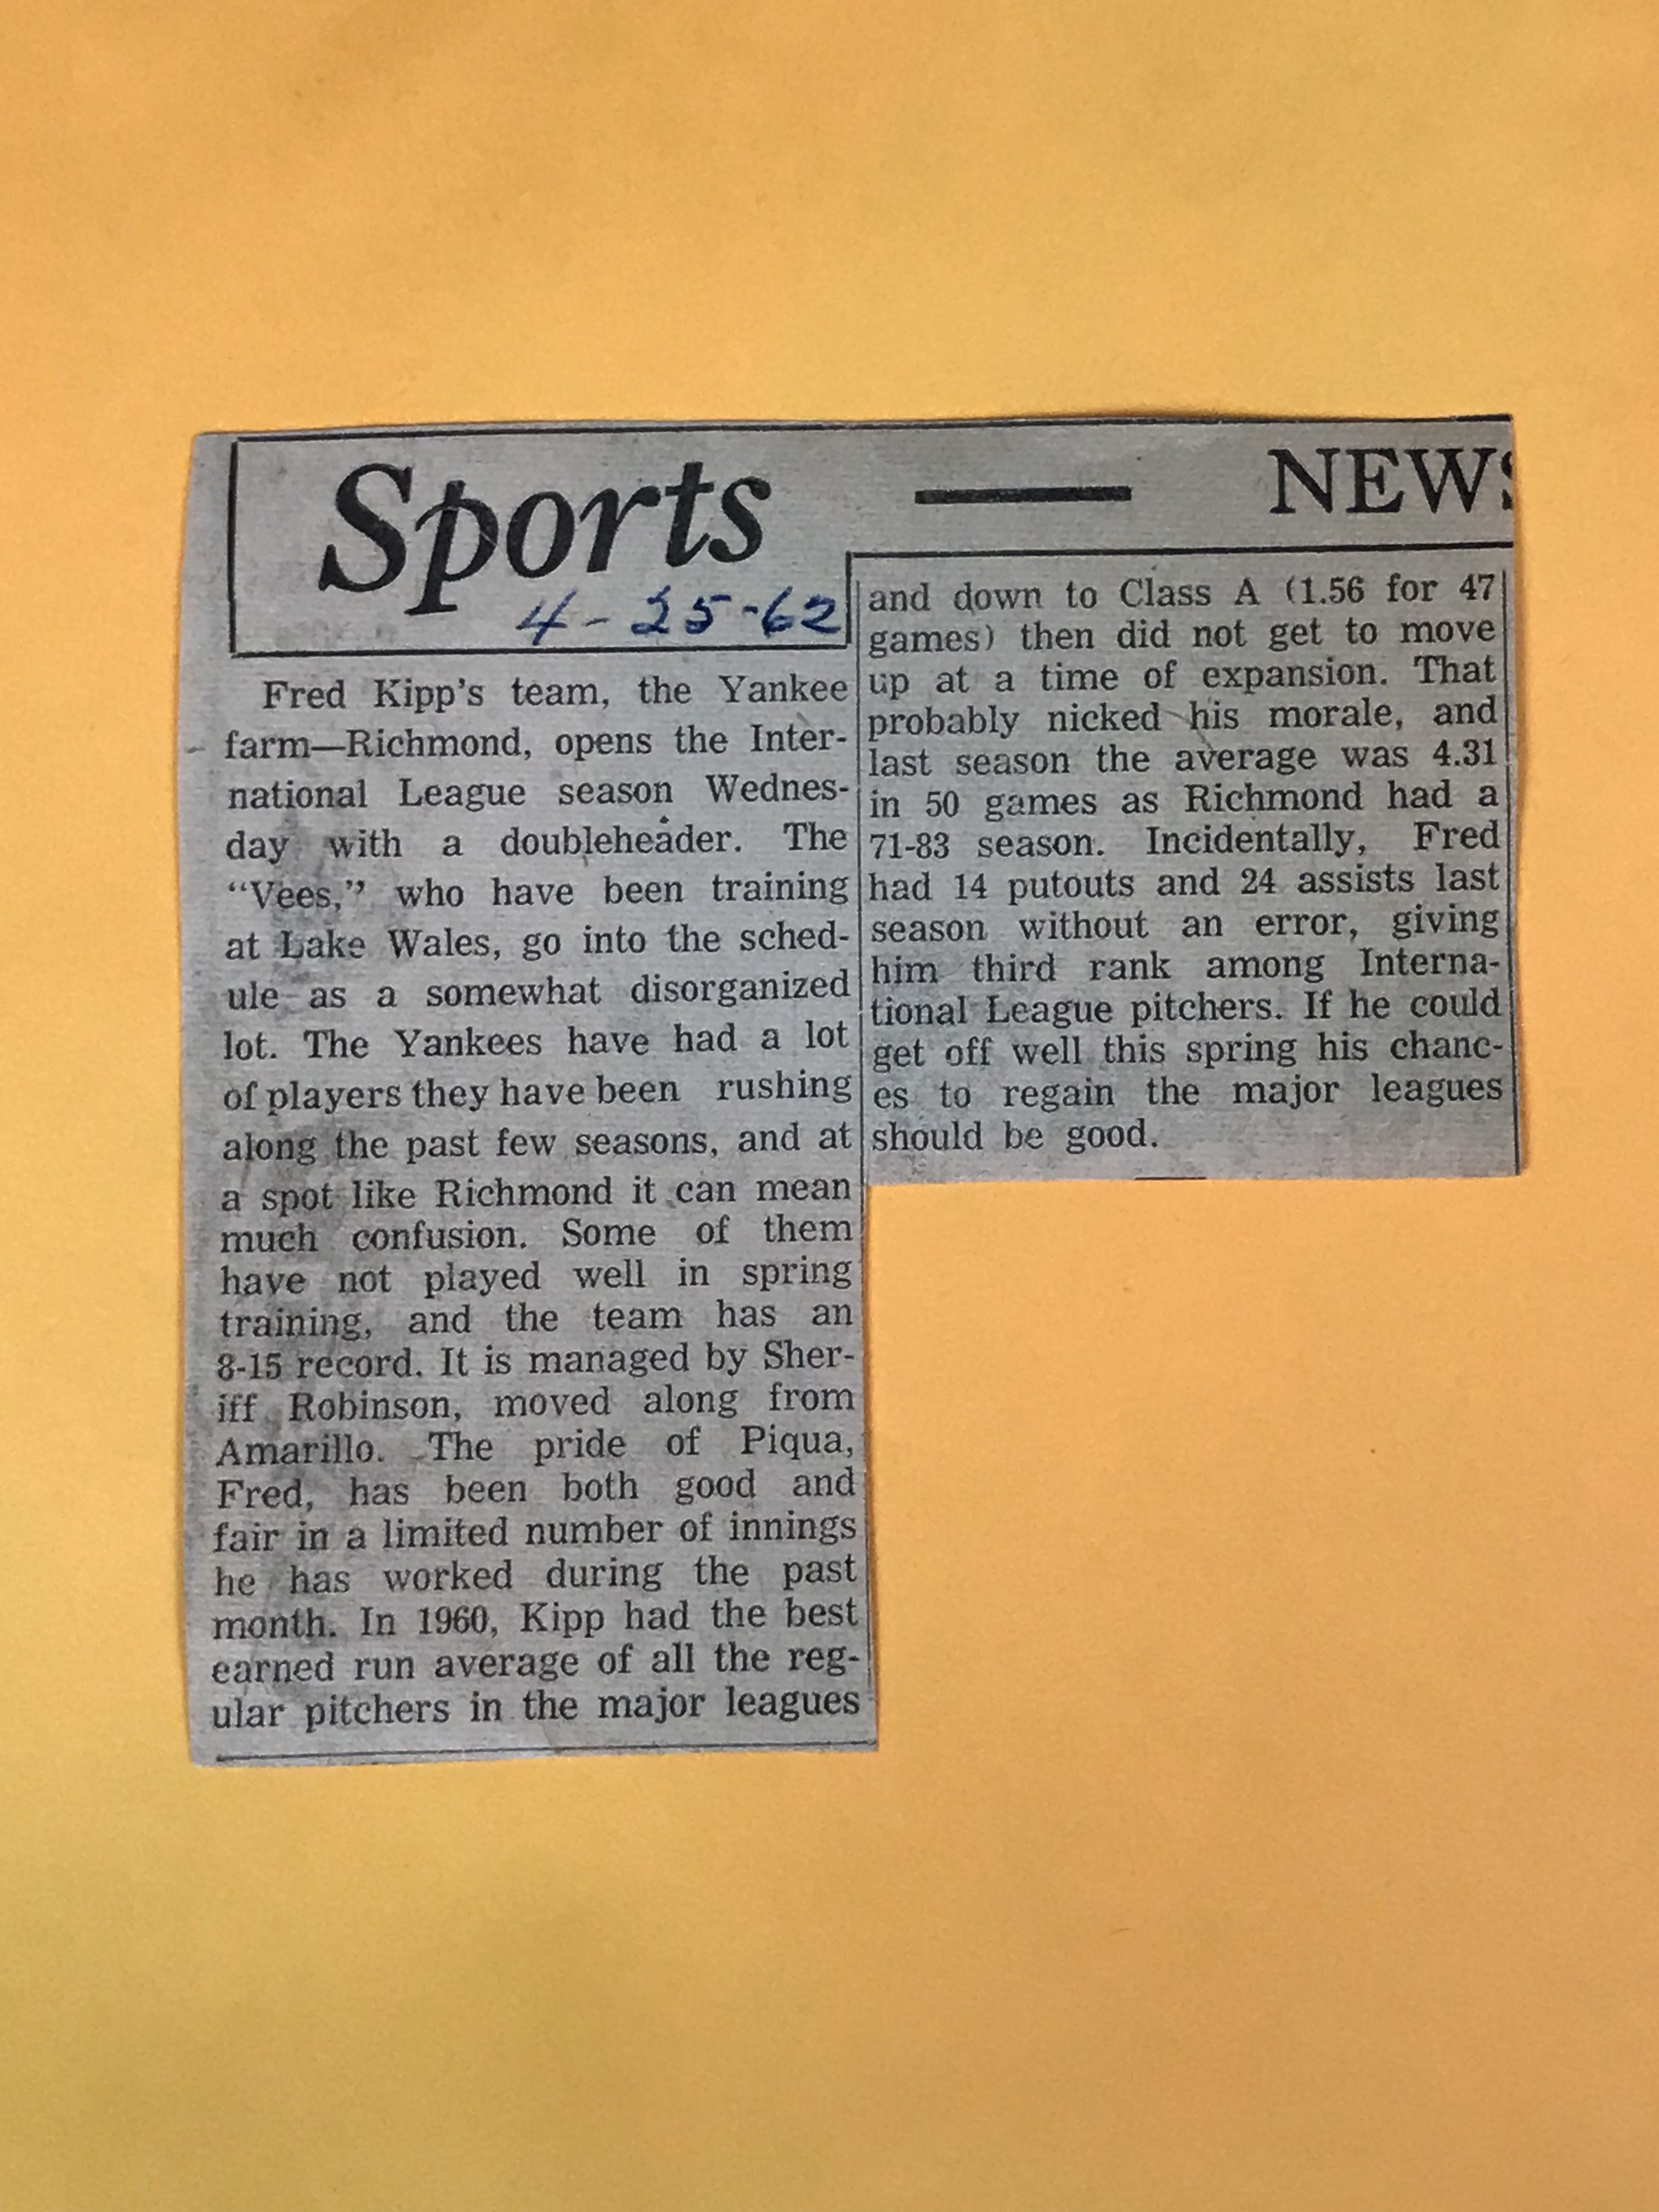 Sports — NEWS
4-25-62
Fred Kipp's team, the Yankee
farm—Richmond, opens the Inter-
national League season Wednes-
day with a doubleheader. The
“Vees,” who have been training
at Lake Wales, go into the sched-
ule as a somewhat disorganized
lot. The Yankees have had a lot
of players they have been rushing
along the past few seasons, and at
a spot like Richmond it can mean
much confusion. Some of them
have not played well in spring
training, and the team has an
8-15 record. It is managed by Sher-
iff Robinson, moved along from
Amarillo. The pride of Piqua,
Fred, has been both good and
fair in a limited number of innings
he has worked during the past
month. In 1960, Kipp had the best
earned run average of all the reg-
ular pitchers in the major leagues
and down to Class A (1.56 for 47
games) then did not get to move
up at a time of expansion. That
probably nicked his morale, and
last season the average was 4.31
in 50 games as Richmond had a
71-83 season. Incidentally, Fred
had 14 putouts and 24 assists last
season without an error, giving
him third rank among Interna-
tional League pitchers. If he could
get off well this spring his chanc-
es to regain the major leagues
should be good.